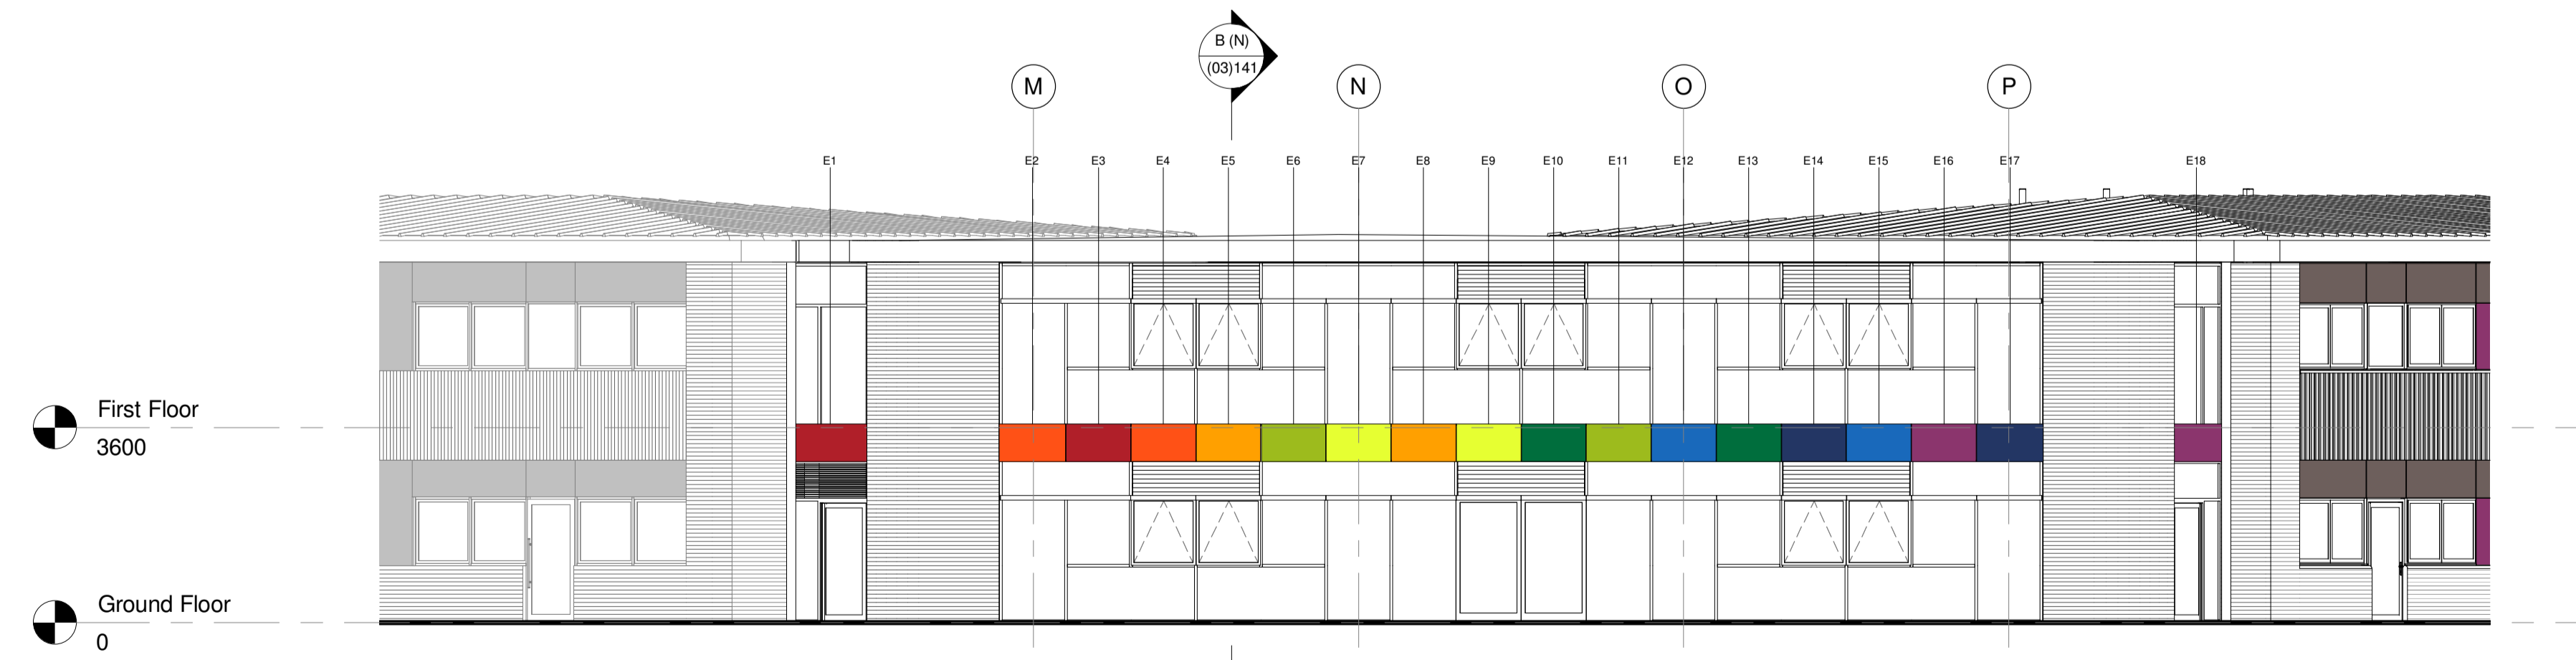 B (N)
(03)141
M
N
O
P
E1
E2
E3
E4
E5
E6
E7
E8
E9
E10
E11
E12
E13
E14
E15
E16
E17
E18
First Floor
3600
Ground Floor
0